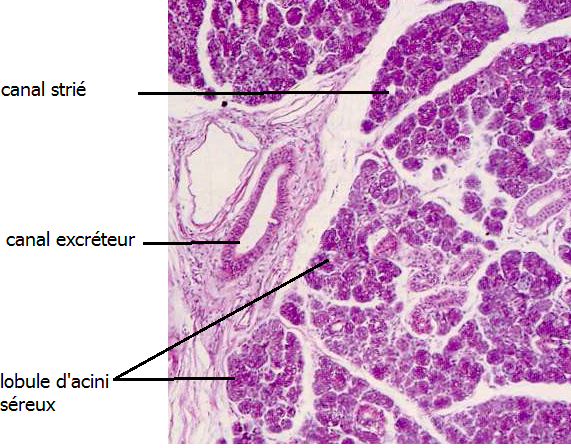 canal strié
canal excréteur
lobule d'acini
séreux